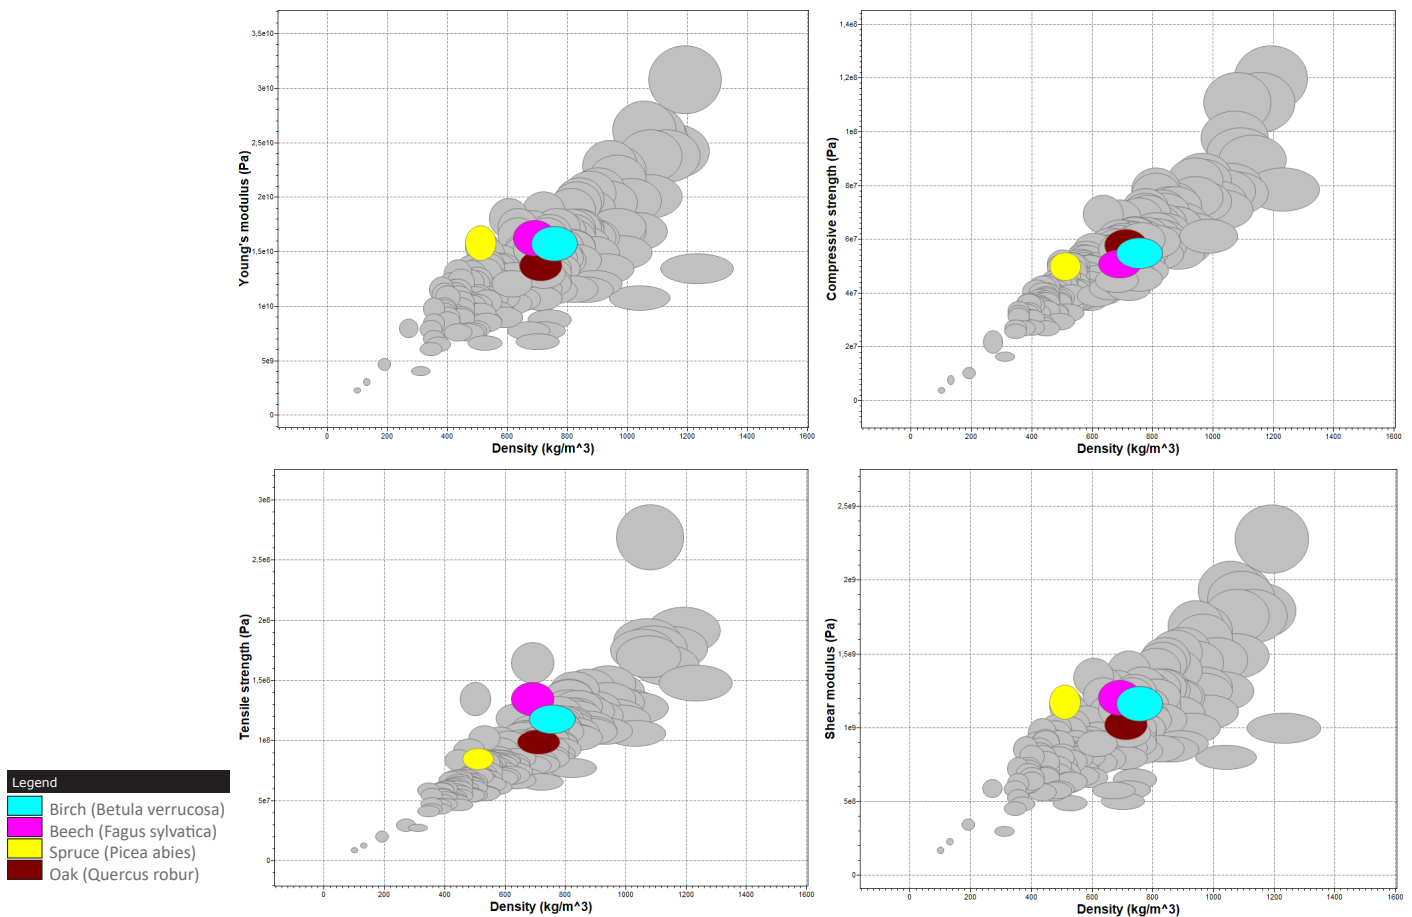 3,5e10
3e10
2,5e10
2e10
1,5e10
1e10
5e9
0
Young's modulus (Pa)
0 200 400 600 800 1000 1200 1400 1600
Density (kg/m^3)
1,4e8
1,2e8
1e8
8e7
6e7
4e7
2e7
0
Compressive strength (Pa)
0 200 400 600 800 1000 1200 1400 1600
Density (kg/m^3)
3e8
2,5e8
2e8
1,5e8
1e8
5e7
0
Tensile strength (Pa)
0 200 400 600 800 1000 1200 1400 1600
Density (kg/m^3)
2,5e9
2e9
1,5e9
1e9
5e8
0
Shear modulus (Pa)
0 200 400 600 800 1000 1200 1400 1600
Density (kg/m^3)
Legend
Birch (Betula verrucosa)
Beech (Fagus sylvatica)
Spruce (Picea abies)
Oak (Quercus robur)